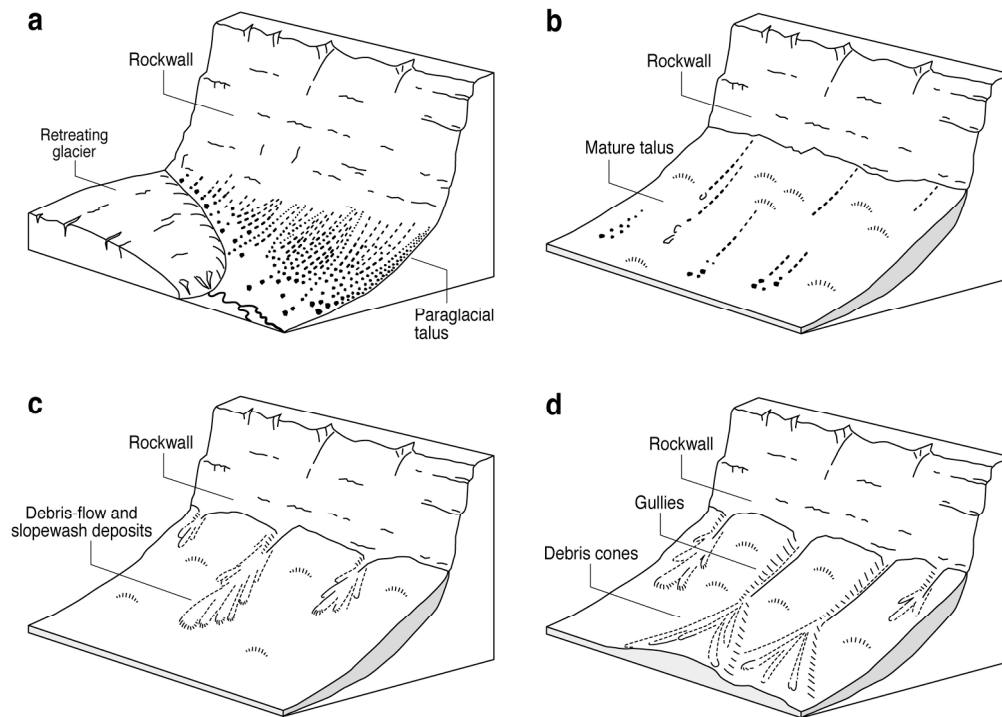 a
Rockwall
Retreating
glacier
Paraglacial
talus
b
Rockwall
Mature talus
c
Rockwall
Debris-flow and
slopewash deposits
d
Rockwall
Gullies
Debris cones